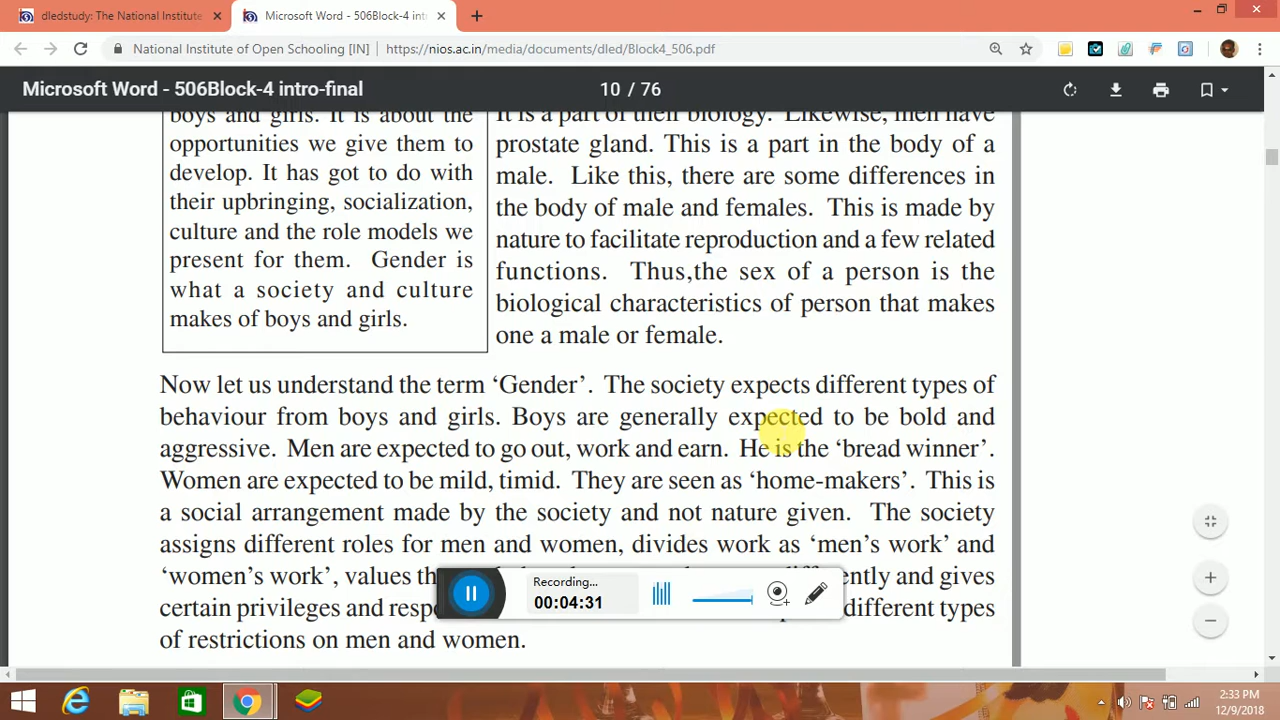 dledstudy: The National Institute
Microsoft Word - 506Block-4 int
National Institute of Open Schooling [IN] | https://nios.ac.in/media/documents/dled/Block4_506.pdf
Microsoft Word - 506Block-4 intro-final
10 / 76
boys and girls. It is about the
opportunities we give them to
develop. It has got to do with
their upbringing, socialization,
culture and the role models we
present for them. Gender is
what a society and culture
makes of boys and girls.
It is a part of their biology. Likewise, men have
prostate gland. This is a part in the body of a
male. Like this, there are some differences in
the body of male and females. This is made by
nature to facilitate reproduction and a few related
functions. Thus,the sex of a person is the
biological characteristics of person that makes
one a male or female.
Now let us understand the term ‘Gender’. The society expects different types of
behaviour from boys and girls. Boys are generally expected to be bold and
aggressive. Men are expected to go out, work and earn. He is the ‘bread winner’.
Women are expected to be mild, timid. They are seen as ‘home-makers’. This is
a social arrangement made by the society and not nature given. The society
assigns different roles for men and women, divides work as ‘men’s work’ and
‘women’s work’, values and gives
certain privileges and different types
of restrictions on men and women.
Recording...
00:04:31
2:33 PM
12/9/2018